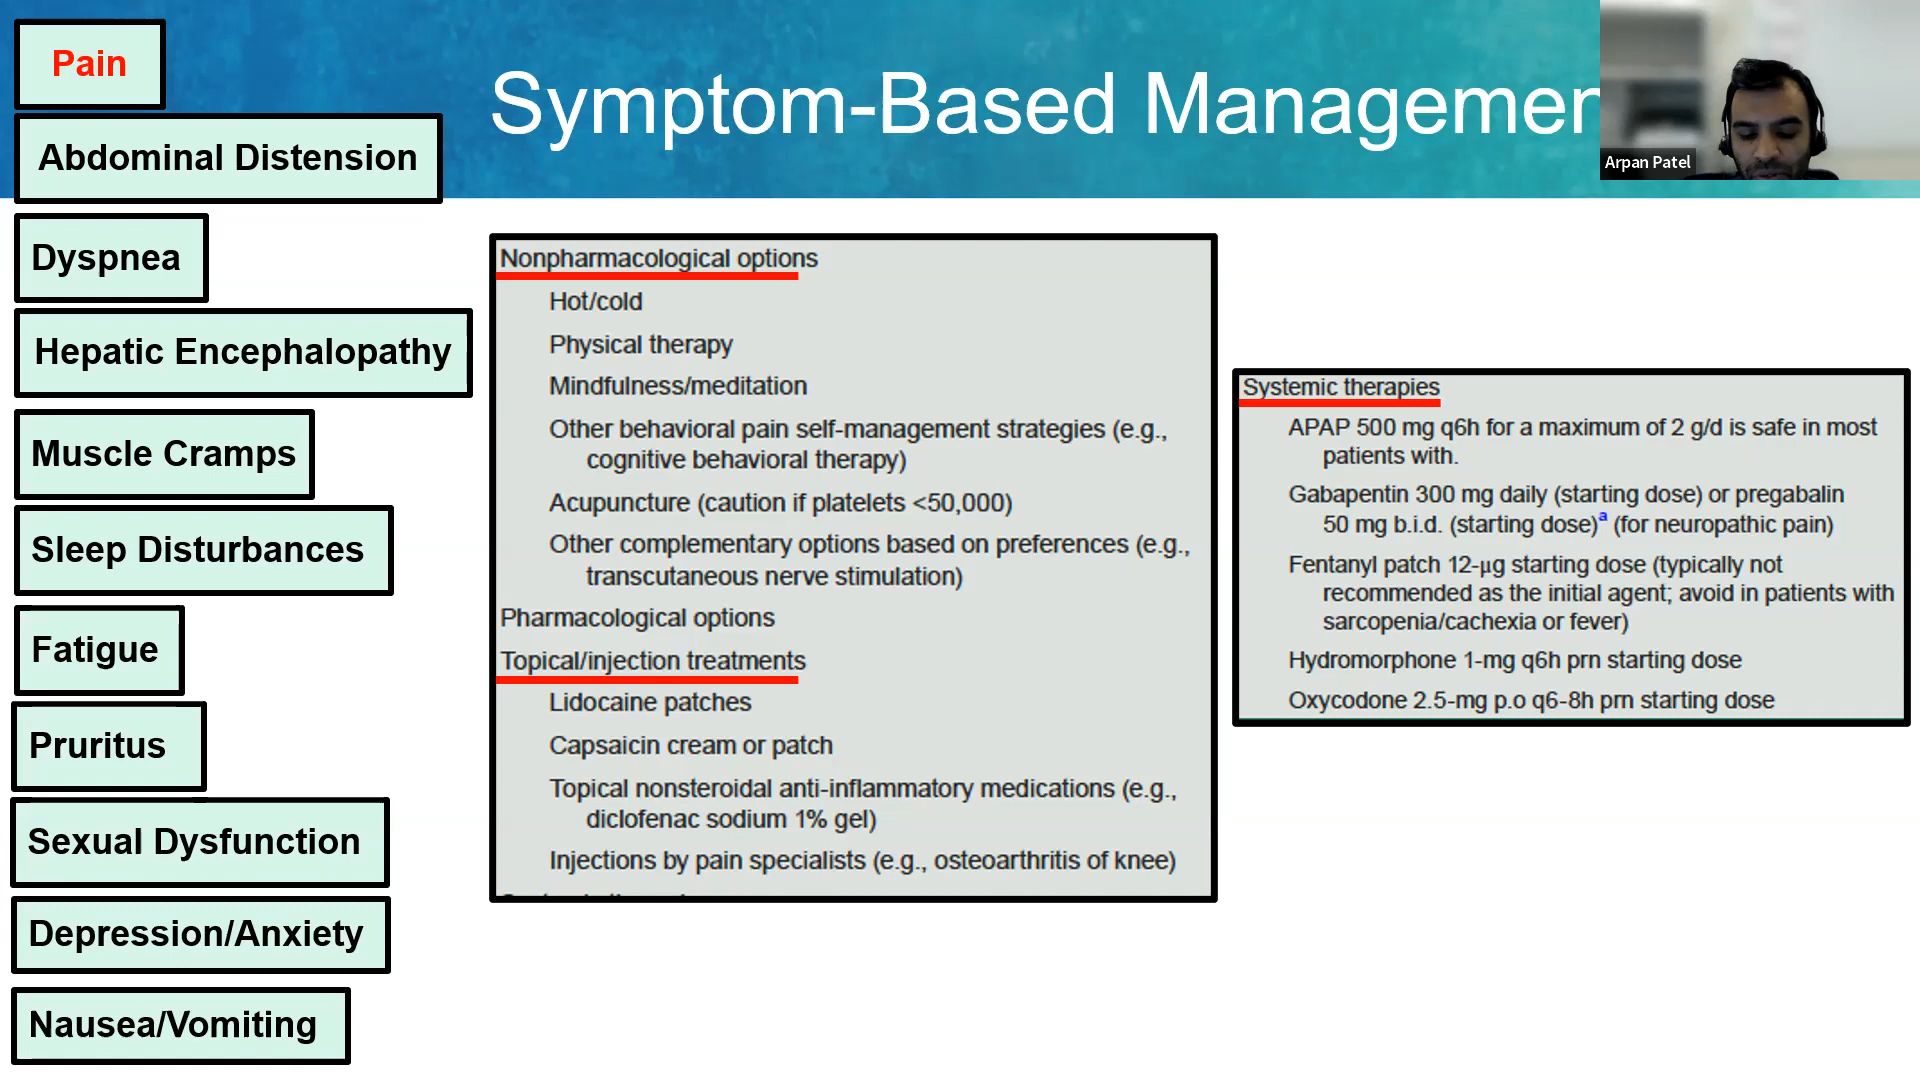 Pain
Abdominal Distension
Dyspnea
Hepatic Encephalopathy
Muscle Cramps
Sleep Disturbances
Fatigue
Pruritus
Sexual Dysfunction
Depression/Anxiety
Nausea/Vomiting
Symptom-Based Managemen
Arpan Patel
Nonpharmacological options
Hot/cold
Physical therapy
Mindfulness/meditation
Other behavioral pain self-management strategies (e.g.,
cognitive behavioral therapy)
Acupuncture (caution if platelets <50,000)
Other complementary options based on preferences (e.g.,
transcutaneous nerve stimulation)
Pharmacological options
Topical/injection treatments
Lidocaine patches
Capsaicin cream or patch
Topical nonsteroidal anti-inflammatory medications (e.g.,
diclofenac sodium 1% gel)
Injections by pain specialists (e.g., osteoarthritis of knee)
Systemic therapies
APAP 500 mg q6h for a maximum of 2 g/d is safe in most
patients with.
Gabapentin 300 mg daily (starting dose) or pregabalin
50 mg b.i.d. (starting dose)a (for neuropathic pain)
Fentanyl patch 12-μg starting dose (typically not
recommended as the initial agent; avoid in patients with
sarcopenia/cachexia or fever)
Hydromorphone 1-mg q6h prn starting dose
Oxycodone 2.5-mg p.o q6-8h prn starting dose